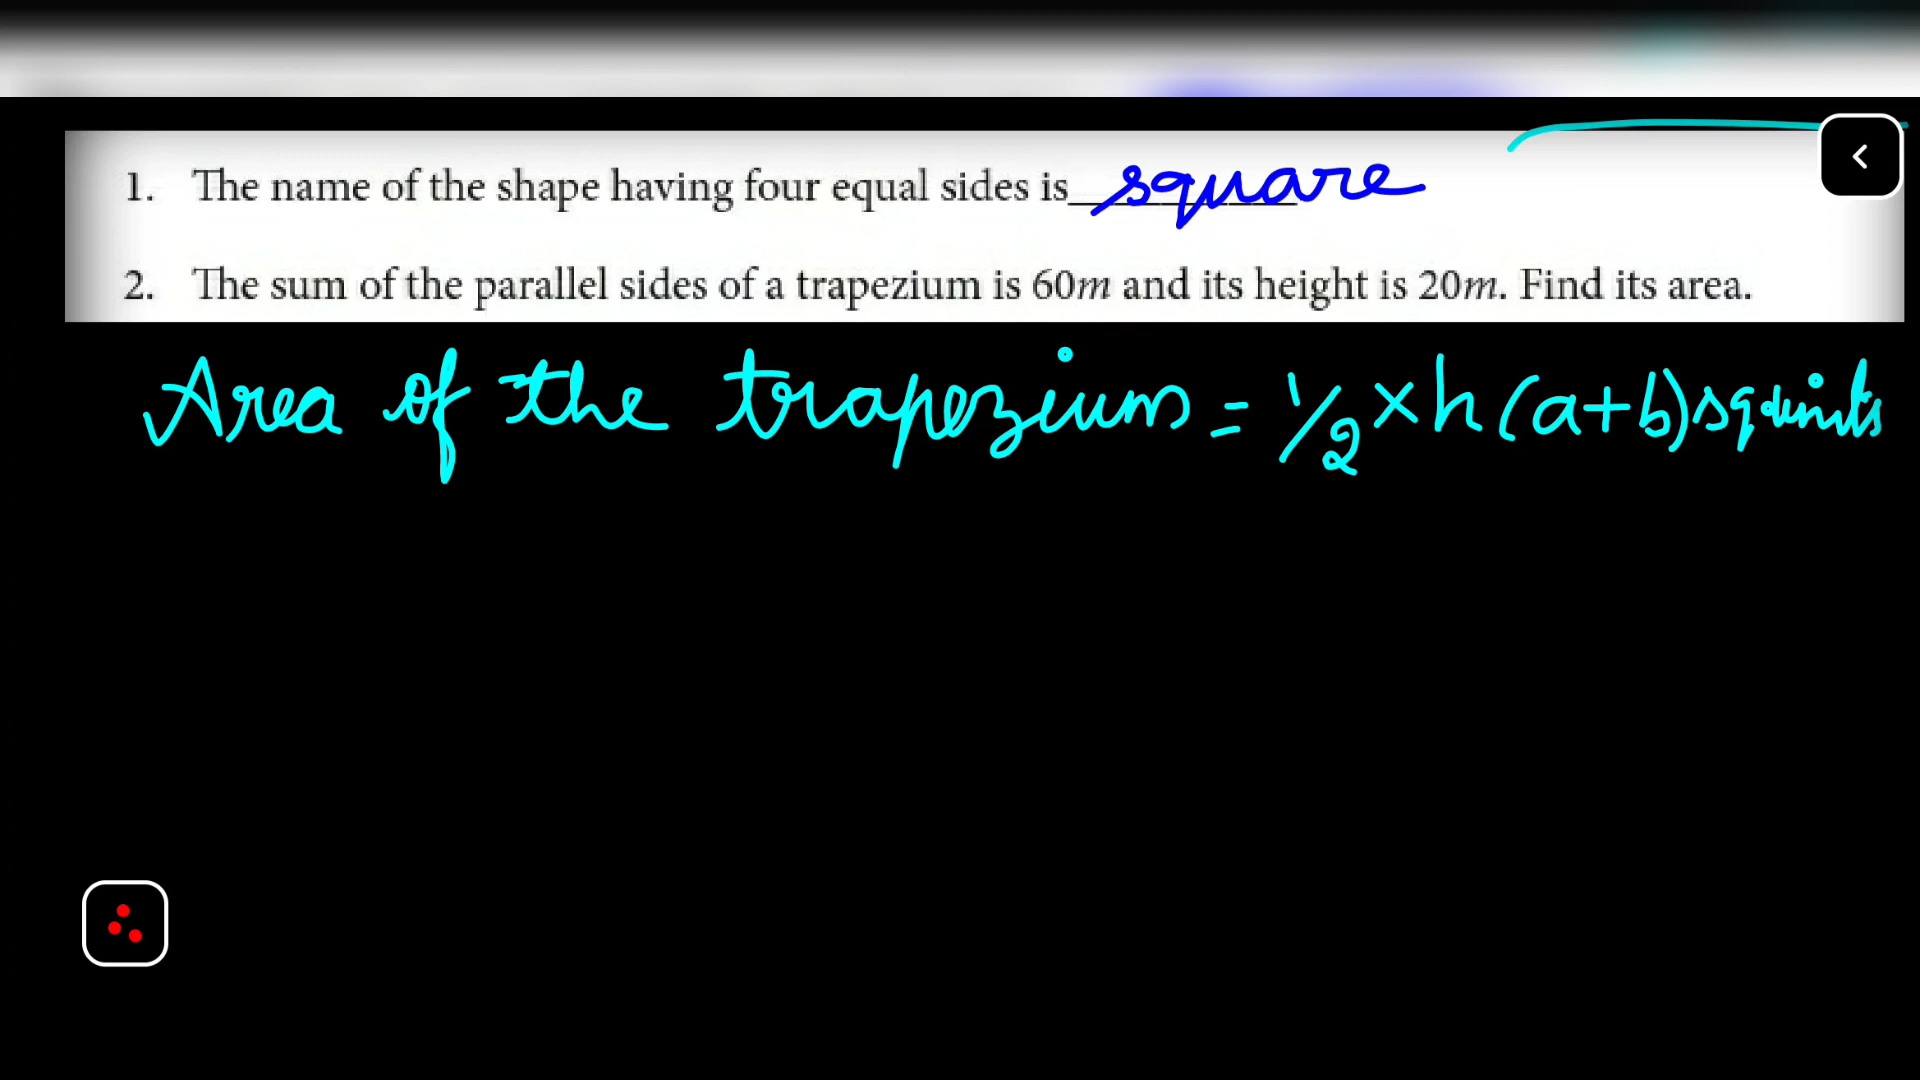 1. The name of the shape having four equal sides is square
2. The sum of the parallel sides of a trapezium is 60m and its height is 20m. Find its area.
Area of the trapezium = 1/2 × h (a+b) sq units